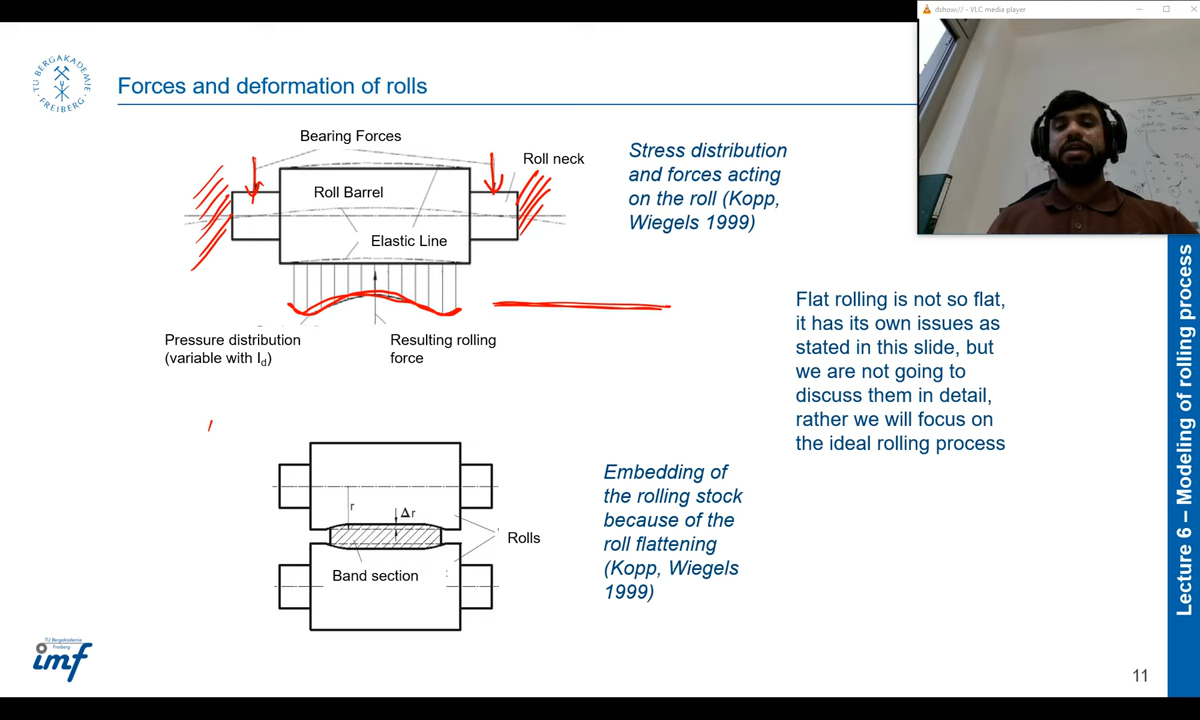 dshow:// - VLC media player
TU BERGAKADEMIE
FREIBERG
Forces and deformation of rolls
Bearing Forces
Roll neck
Roll Barrel
Elastic Line
Pressure distribution
(variable with Id)
Resulting rolling
force
Stress distribution
and forces acting
on the roll (Kopp,
Wiegels 1999)
Flat rolling is not so flat,
it has its own issues as
stated in this slide, but
we are not going to
discuss them in detail,
rather we will focus on
the ideal rolling process
r
Δr
Rolls
Band section
Embedding of
the rolling stock
because of the
roll flattening
(Kopp, Wiegels
1999)
Lecture 6 – Modeling of rolling process
TU Bergakademie
Freiberg
imf
11